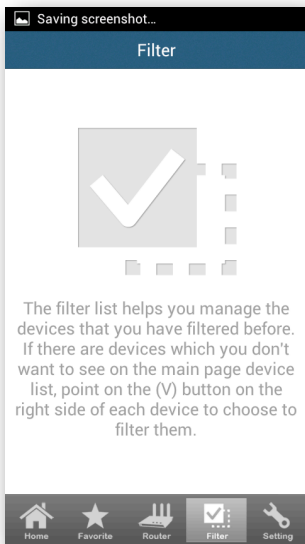 Saving screenshot...
Filter
The filter list helps you manage the
devices that you have filtered before.
If there are devices which you don't
want to see on the main page device
list, point on the (V) button on the
right side of each device to choose to
filter them.
Home Favorite Router Filter Setting